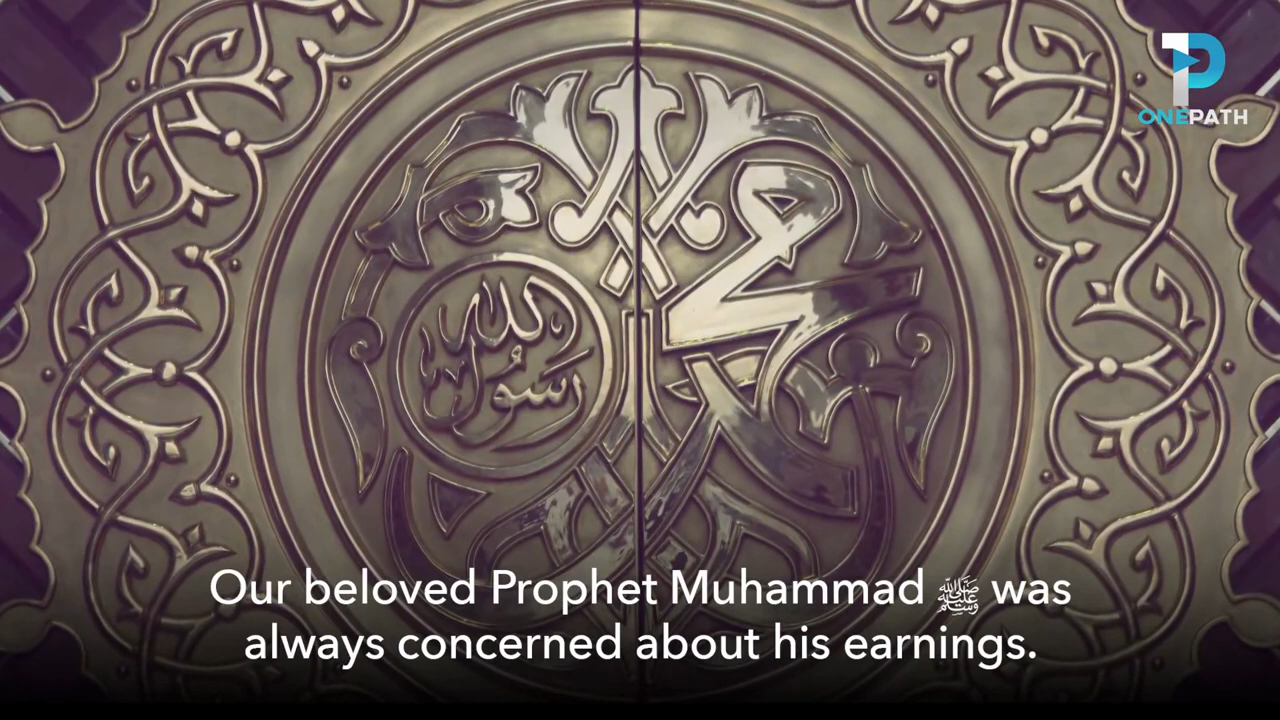 ONEPATH
محمد
رسول
الله
Our beloved Prophet Muhammad ﷺ was
always concerned about his earnings.